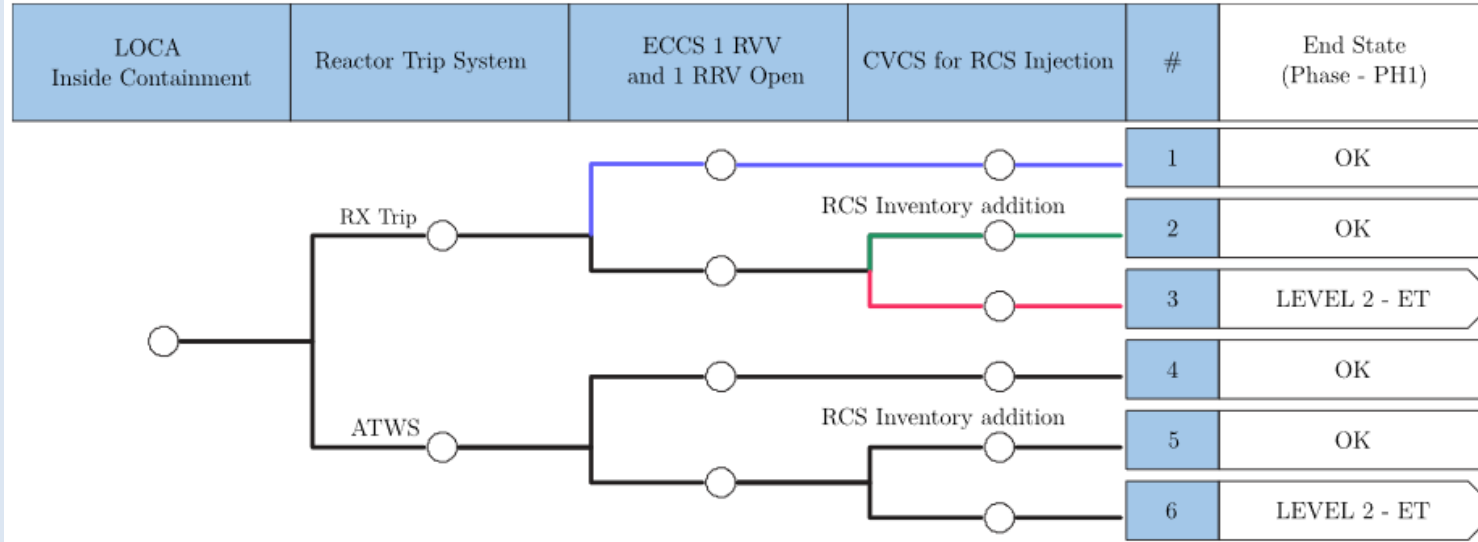 LOCA
Inside Containment
Reactor Trip System
ECCS 1 RVV
and 1 RRV Open
CVCS for RCS Injection
#
End State
(Phase - PH1)
1
OK
RX Trip
RCS Inventory addition
2
OK
3
LEVEL 2 - ET
4
OK
ATWS
RCS Inventory addition
5
OK
6
LEVEL 2 - ET